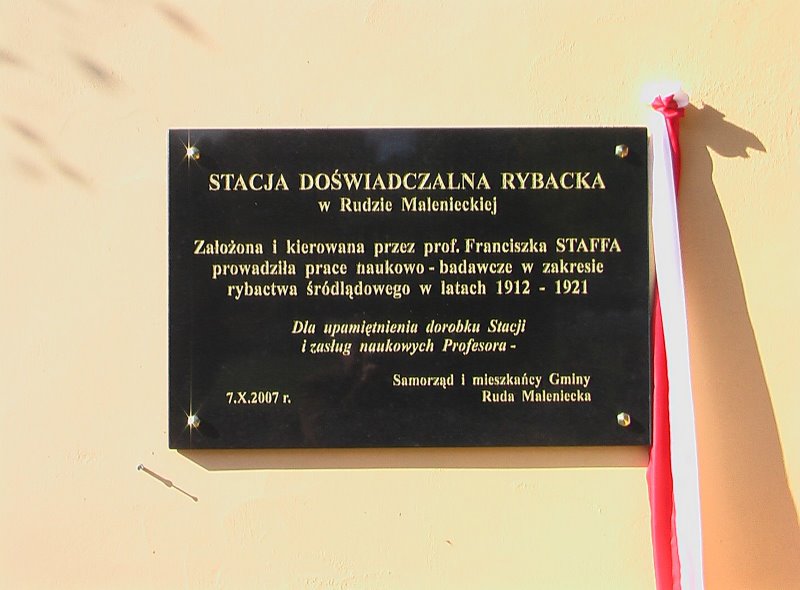 STACJA DOŚWIADCZALNA RYBACKA
w Rudzie Malenieckiej
Założona i kierowana przez prof. Franciszka STAFFA
prowadziła prace naukowo - badawcze w zakresie
rybactwa śródlądowego w latach 1912 - 1921
Dla upamiętnienia dorobku Stacji
i zasług naukowych Profesora -
Samorząd i mieszkańcy Gminy
Ruda Maleniecka
7.X.2007 r.